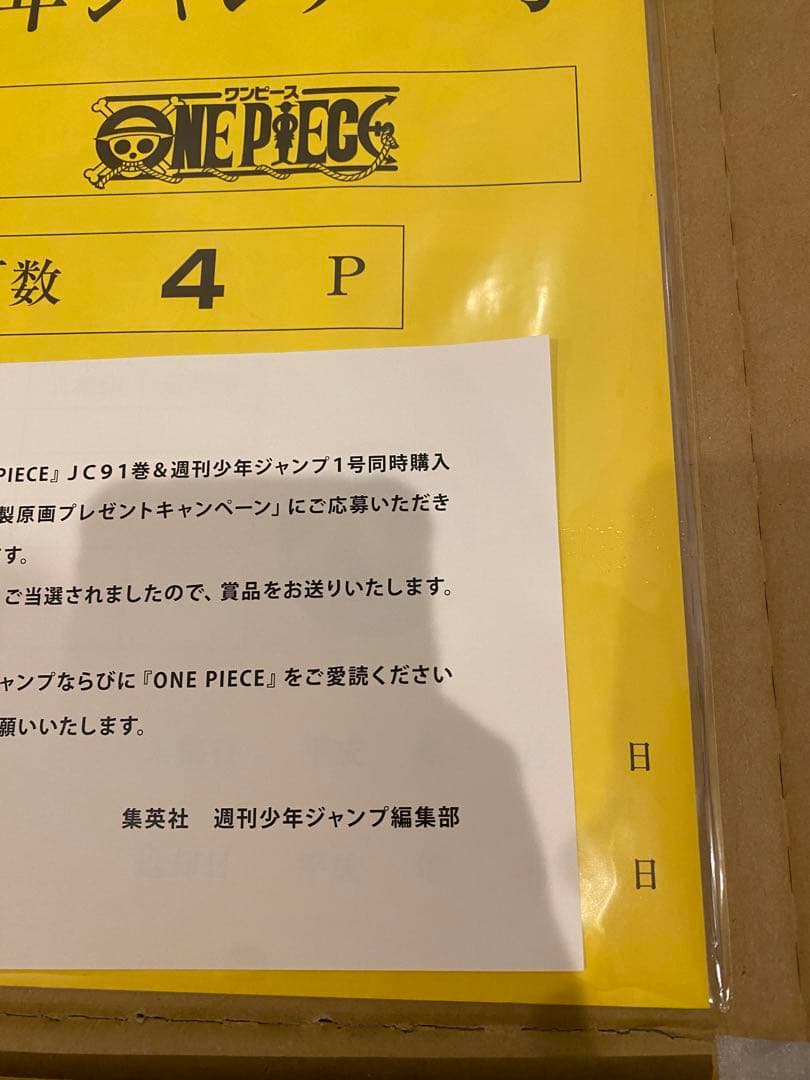 年ジャンプ
ワンピース
ONE PIECE
数 4 P
PIECE』JC91巻&週刊少年ジャンプ1号同時購入
製原画プレゼントキャンペーン」にご応募いただき
す。
ご当選されましたので、賞品をお送りいたします。
ャンプならびに『ONE PIECE』をご愛読ください
願いいたします。
集英社 週刊少年ジャンプ編集部
日
日